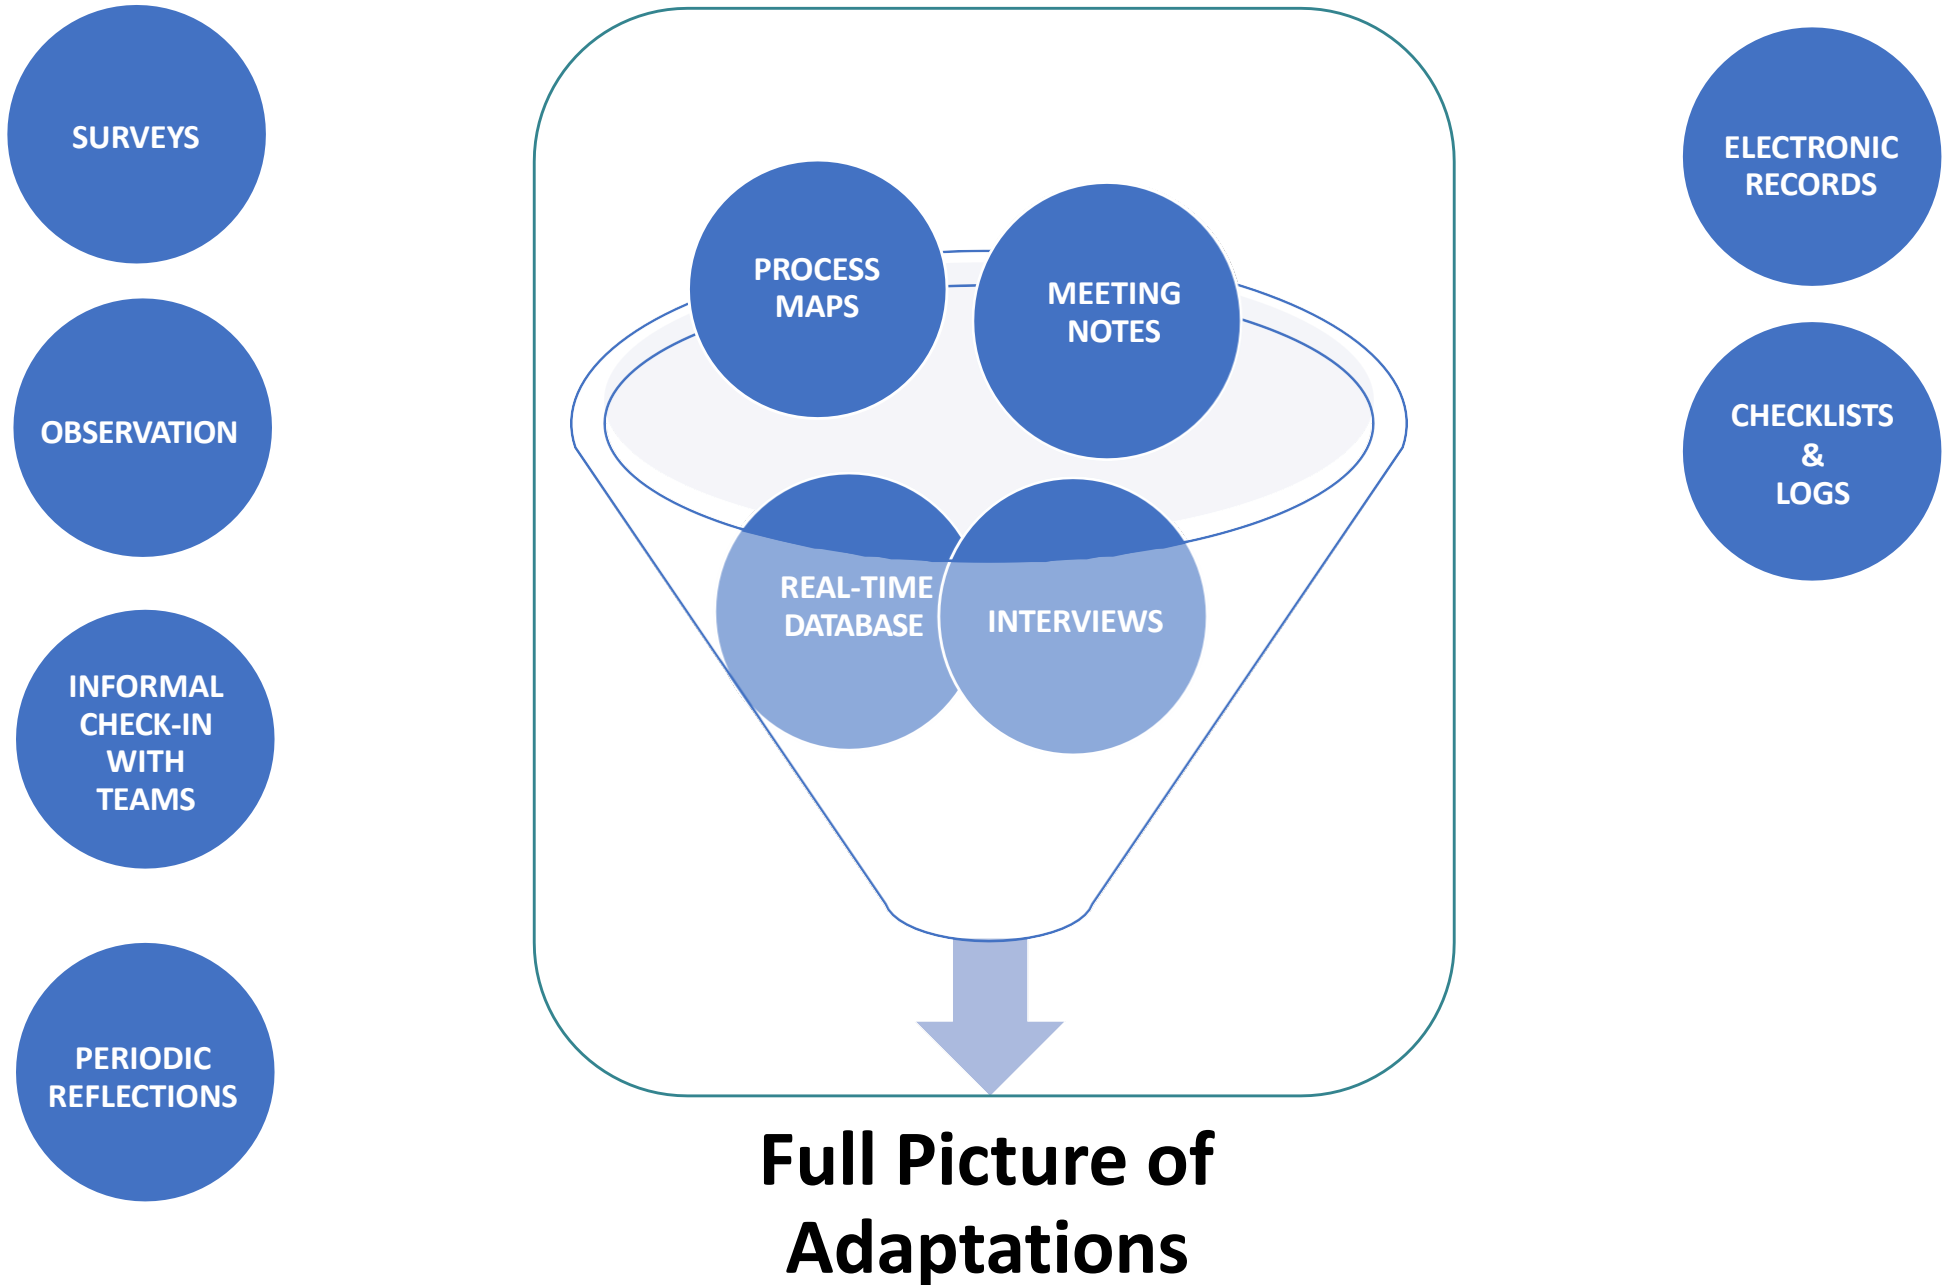 SURVEYS
OBSERVATION
INFORMAL
CHECK-IN
WITH
TEAMS
PERIODIC
REFLECTIONS
PROCESS
MAPS
MEETING
NOTES
REAL-TIME
DATABASE
INTERVIEWS
Full Picture of
Adaptations
ELECTRONIC
RECORDS
CHECKLISTS
&
LOGS